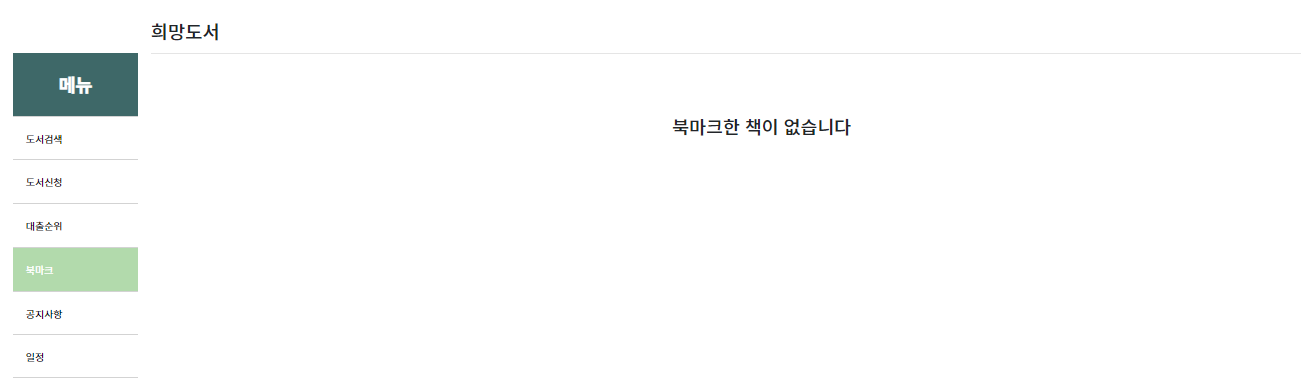 희망도서
메뉴
도서검색
도서신청
대출순위
북마크
공지사항
일정
북마크한 책이 없습니다